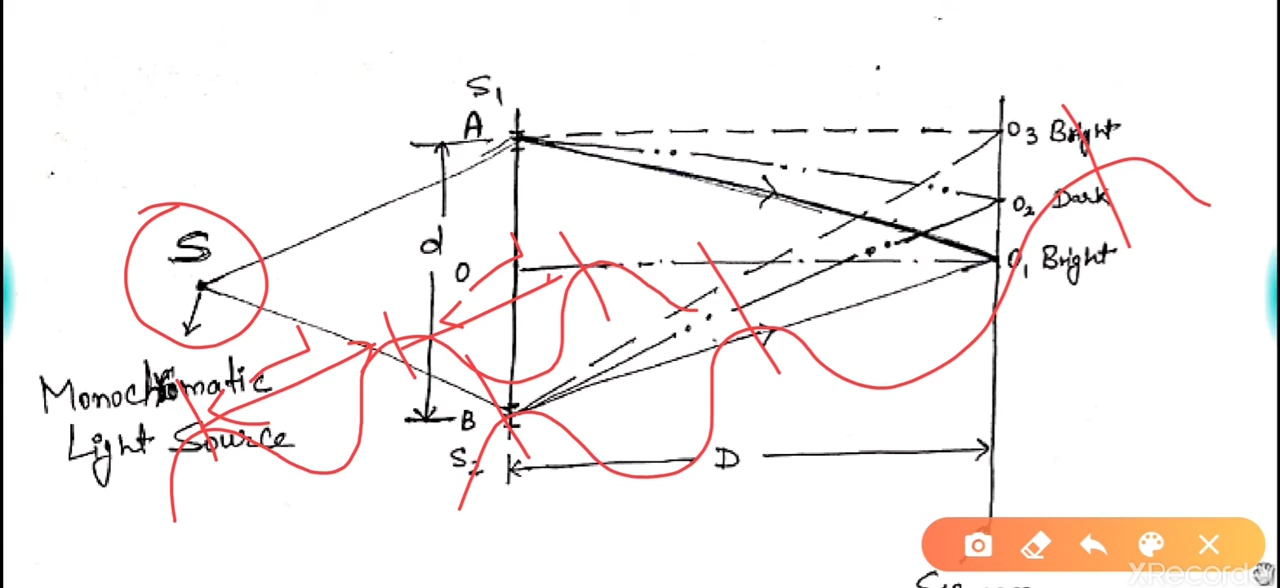 S₁
A
O₃ Bright
S
O₂ Dark
d
O
O₁ Bright
Monochromatic
Light Source
B
S₂
D
XRecorder